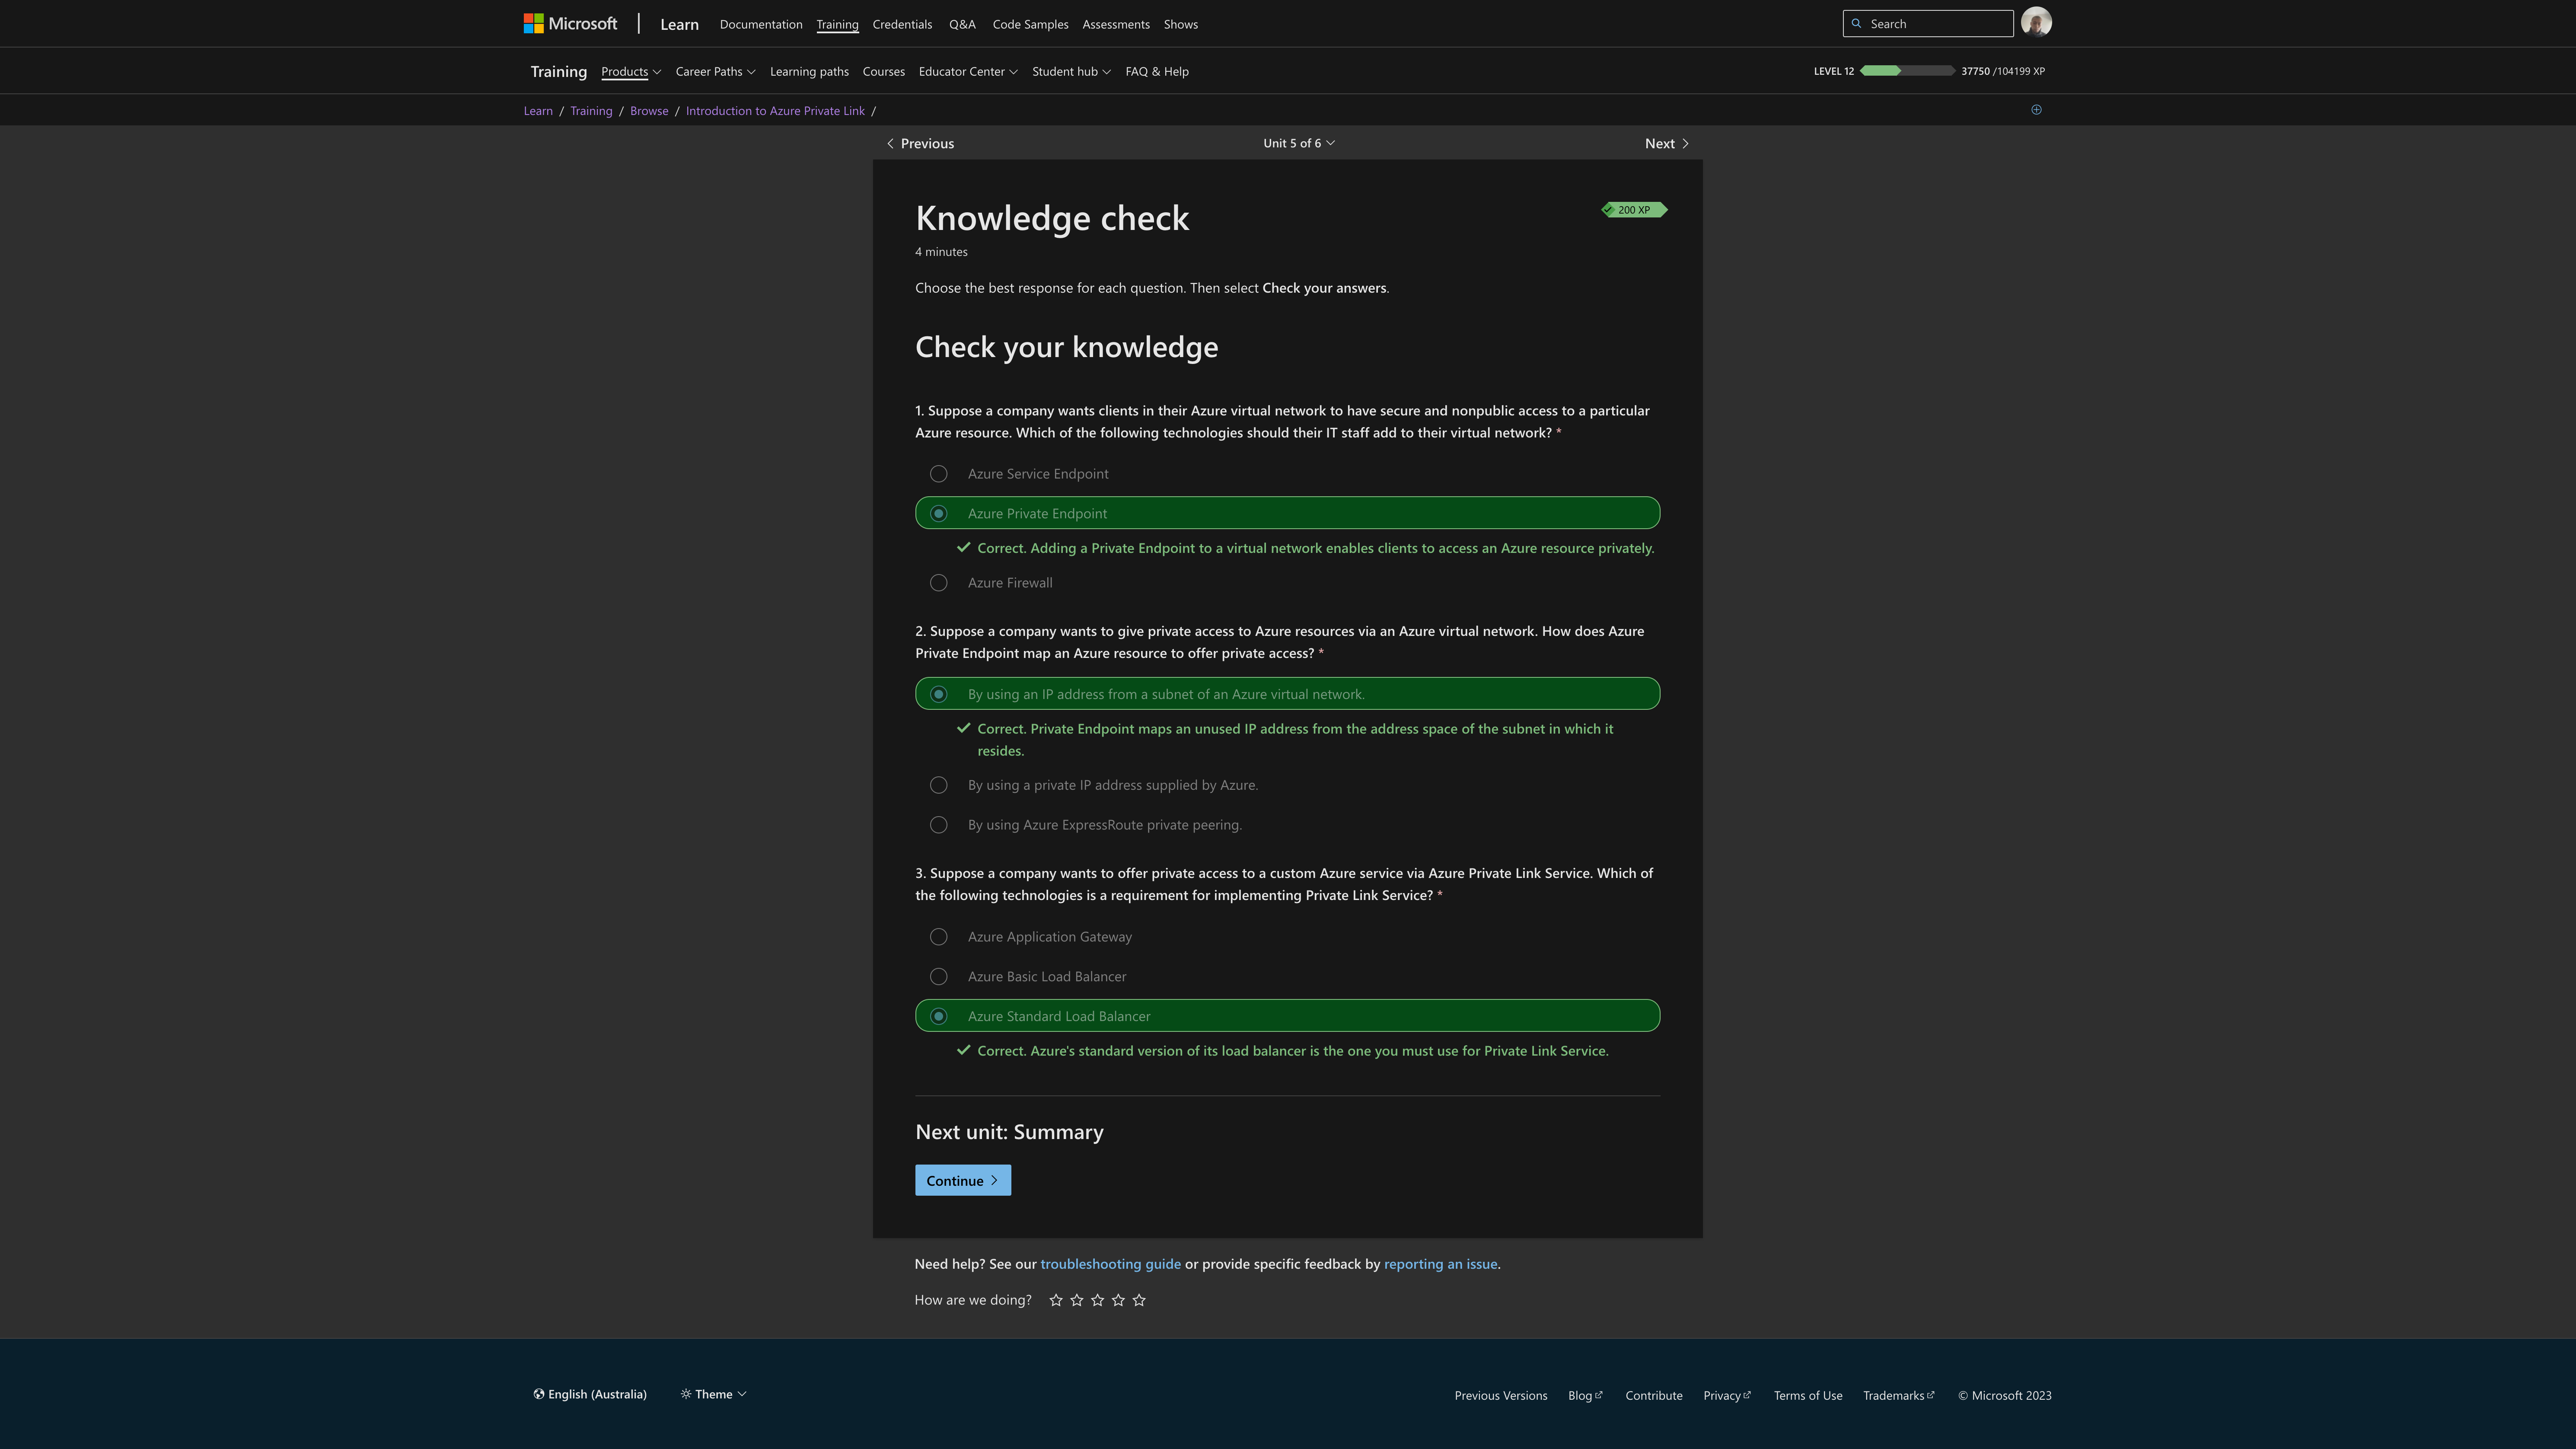 Microsoft Learn Documentation Training Credentials Q&A Code Samples Assessments Shows Search
Training Products Career Paths Learning paths Courses Educator Center Student hub FAQ & Help LEVEL 12 37750 /104199 XP
Learn / Training / Browse / Introduction to Azure Private Link /
Previous Unit 5 of 6 Next
Knowledge check
200 XP
4 minutes
Choose the best response for each question. Then select Check your answers.
Check your knowledge
1. Suppose a company wants clients in their Azure virtual network to have secure and nonpublic access to a particular
Azure resource. Which of the following technologies should their IT staff add to their virtual network? *
Azure Service Endpoint
Azure Private Endpoint
Correct. Adding a Private Endpoint to a virtual network enables clients to access an Azure resource privately.
Azure Firewall
2. Suppose a company wants to give private access to Azure resources via an Azure virtual network. How does Azure
Private Endpoint map an Azure resource to offer private access? *
By using an IP address from a subnet of an Azure virtual network.
Correct. Private Endpoint maps an unused IP address from the address space of the subnet in which it
resides.
By using a private IP address supplied by Azure.
By using Azure ExpressRoute private peering.
3. Suppose a company wants to offer private access to a custom Azure service via Azure Private Link Service. Which of
the following technologies is a requirement for implementing Private Link Service? *
Azure Application Gateway
Azure Basic Load Balancer
Azure Standard Load Balancer
Correct. Azure's standard version of its load balancer is the one you must use for Private Link Service.
Next unit: Summary
Continue
Need help? See our troubleshooting guide or provide specific feedback by reporting an issue.
How are we doing?
English (Australia) Theme Previous Versions Blog Contribute Privacy Terms of Use Trademarks © Microsoft 2023